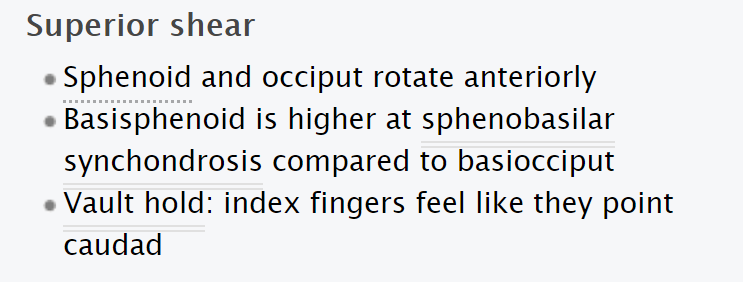 Superior shear
Sphenoid and occiput rotate anteriorly
Basisphenoid is higher at sphenobasilar
synchondrosis compared to basiocciput
Vault hold: index fingers feel like they point
caudad